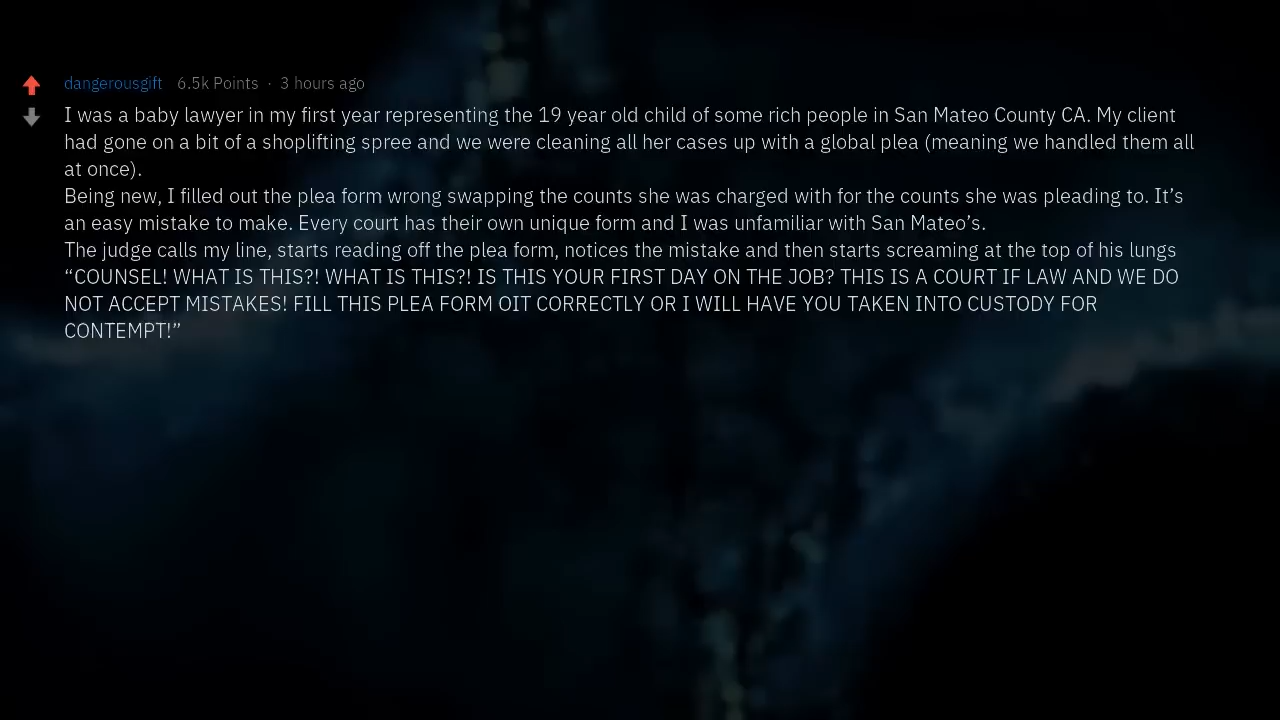 dangerousgift 6.5k Points · 3 hours ago
I was a baby lawyer in my first year representing the 19 year old child of some rich people in San Mateo County CA. My client
had gone on a bit of a shoplifting spree and we were cleaning all her cases up with a global plea (meaning we handled them all
at once).
Being new, I filled out the plea form wrong swapping the counts she was charged with for the counts she was pleading to. It’s
an easy mistake to make. Every court has their own unique form and I was unfamiliar with San Mateo’s.
The judge calls my line, starts reading off the plea form, notices the mistake and then starts screaming at the top of his lungs
“COUNSEL! WHAT IS THIS?! WHAT IS THIS?! IS THIS YOUR FIRST DAY ON THE JOB? THIS IS A COURT IF LAW AND WE DO
NOT ACCEPT MISTAKES! FILL THIS PLEA FORM OIT CORRECTLY OR I WILL HAVE YOU TAKEN INTO CUSTODY FOR
CONTEMPT!”